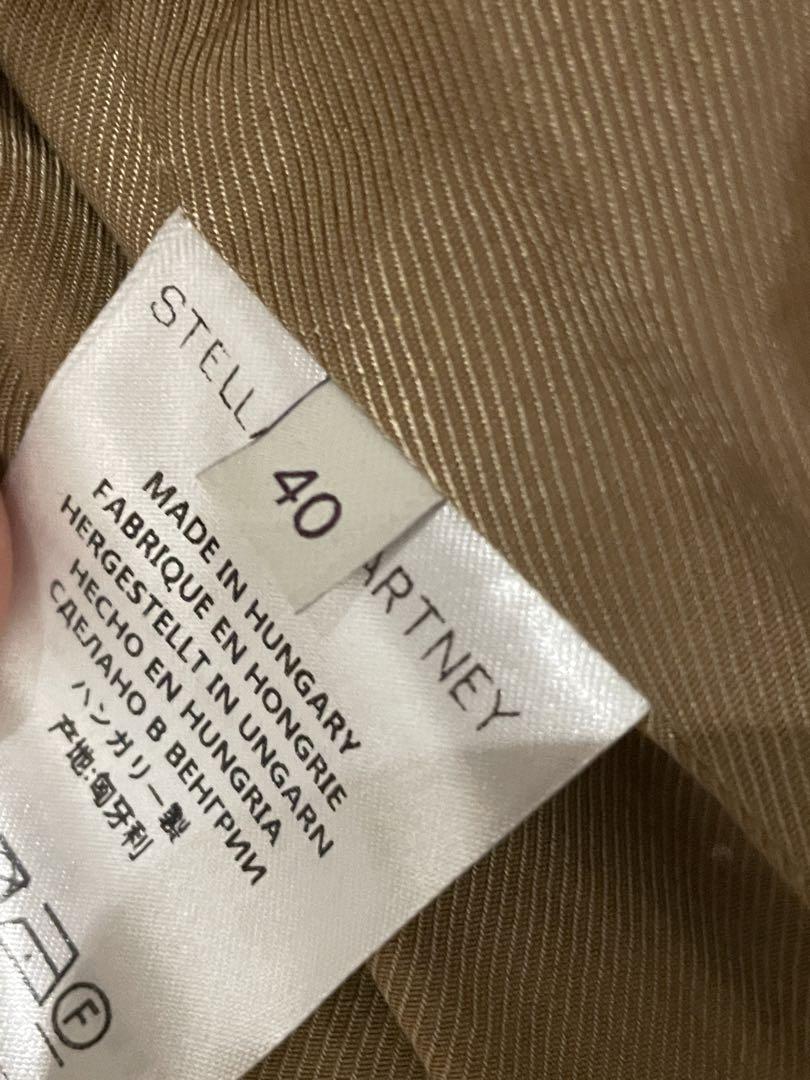 STELLA
ARTNEY
40
MADE IN HUNGARY
FABRIQUE EN HONGRIE
HERGESTELLT IN UNGARN
HECHO EN HUNGRIA
СДЕЛАНО В ВЕНГРИИ
ハンガリー製
产地:匈牙利
F